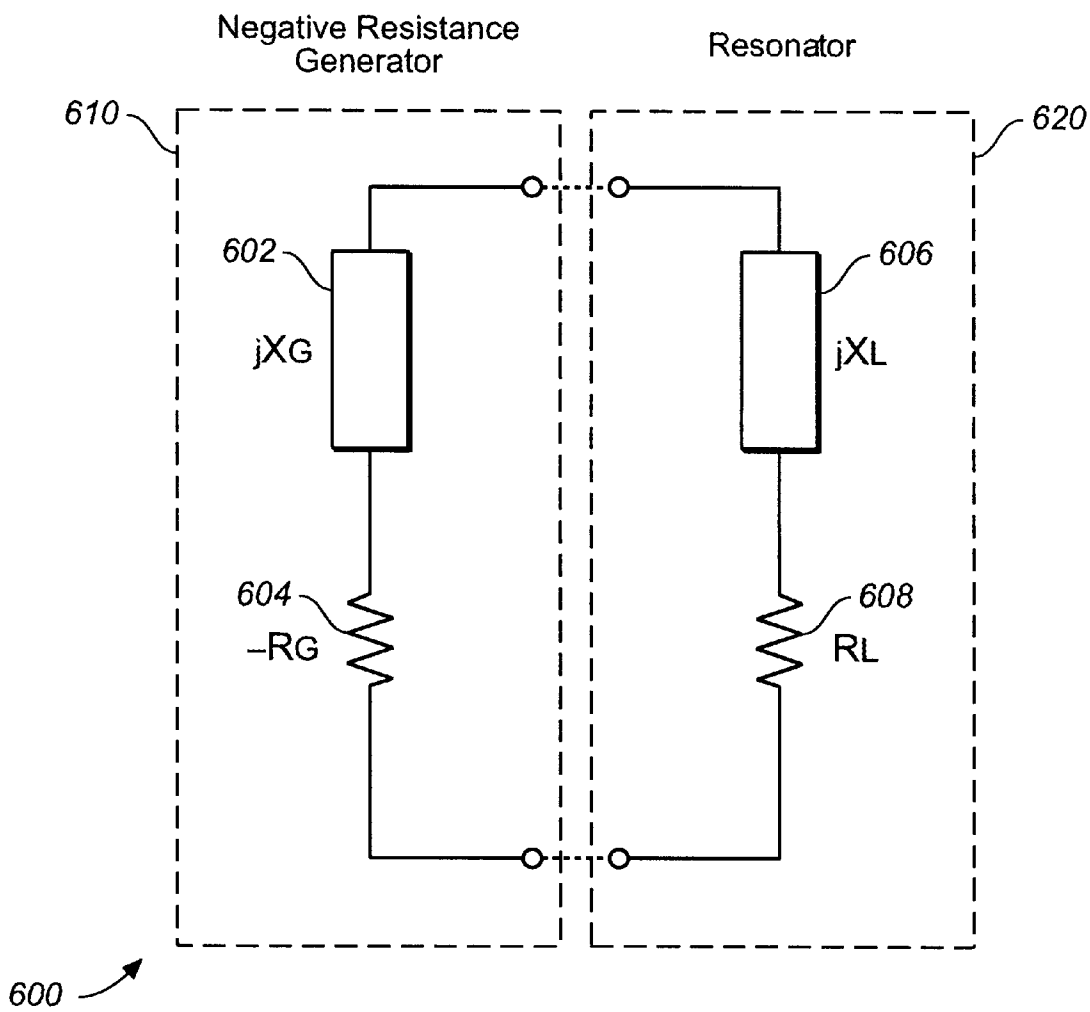 Negative Resistance
Generator
Resonator
610
620
602
606
jXG
jXL
604
608
–RG
RL
600